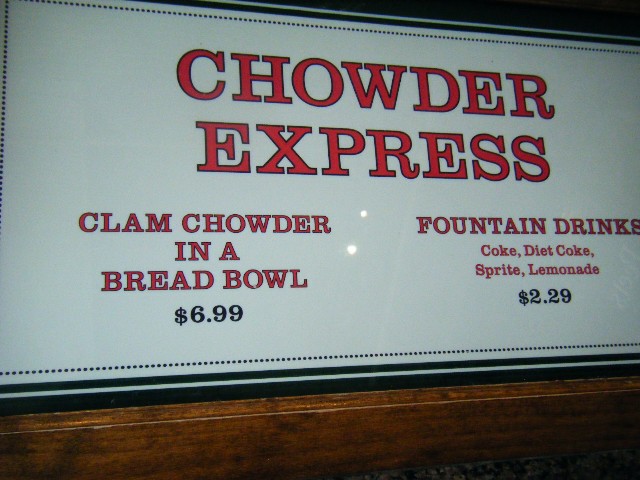 CHOWDER
EXPRESS
CLAM CHOWDER
IN A
BREAD BOWL
$6.99
FOUNTAIN DRINKS
Coke, Diet Coke,
Sprite, Lemonade
$2.29